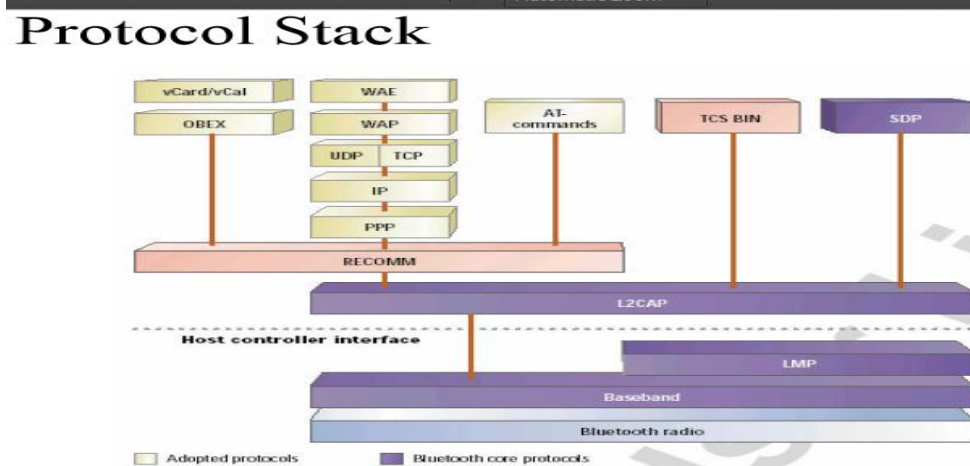 Protocol Stack
vCard/vCal
WAE
OBEX
WAP
AT-
commands
TCS BIN
SDP
UDP
TCP
IP
PPP
RECOMM
L2CAP
Host controller interface
LMP
Baseband
Bluetooth radio
Adopted protocols
Bluetooth core protocols